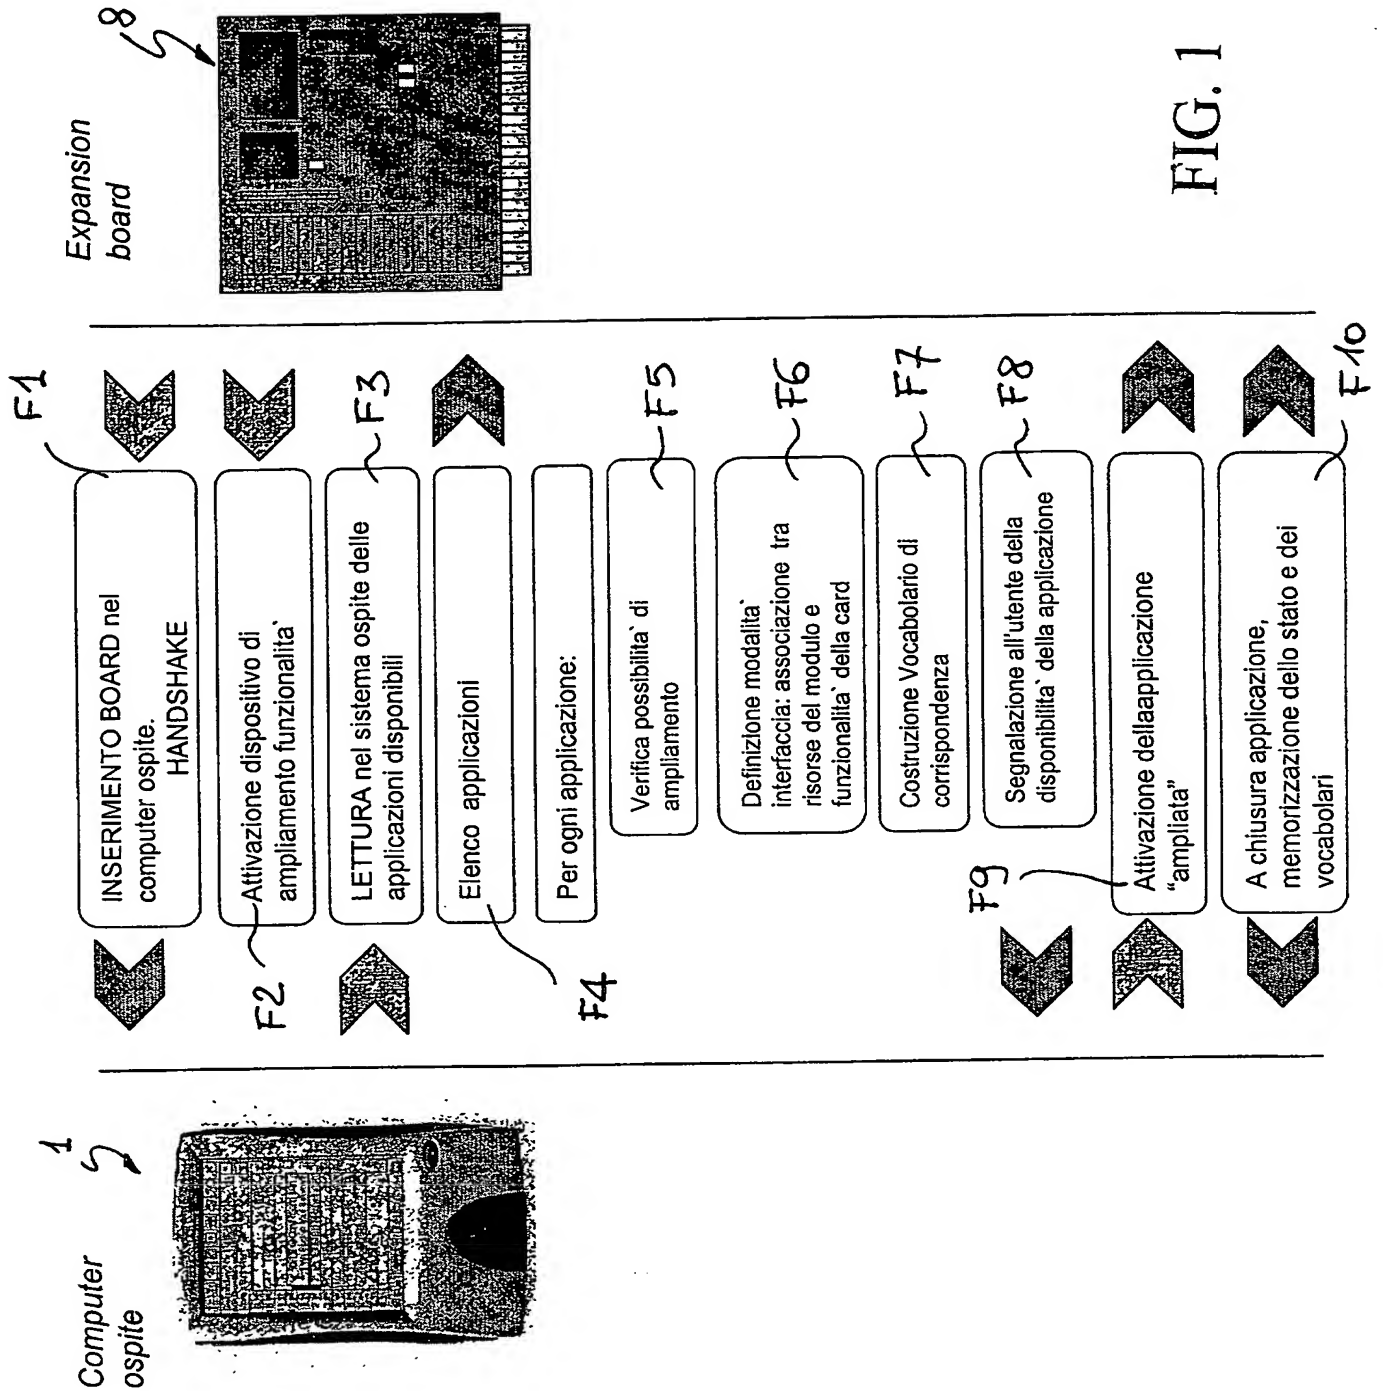 Computer
ospite
1
Expansion
board
8
F1
INSERIMENTO BOARD nel
computer ospite.
HANDSHAKE
F2
Attivazione dispositivo di
ampliamento funzionalita`
LETTURA nel sistema ospite delle
applicazioni disponibili
F3
Elenco applicazioni
F4
Per ogni applicazione:
Verifica possibilita` di
ampliamento
F5
Definizione modalita`
interfaccia: associazione tra
risorse del modulo e
funzionalita` della card
F6
Costruzione Vocabolario di
corrispondenza
F7
Segnalazione all'utente della
disponibilita` della applicazione
F8
F9
Attivazione dellaapplicazione
“ampliata”
A chiusura applicazione,
memorizzazione dello stato e dei
vocabolari
F10
FIG. 1